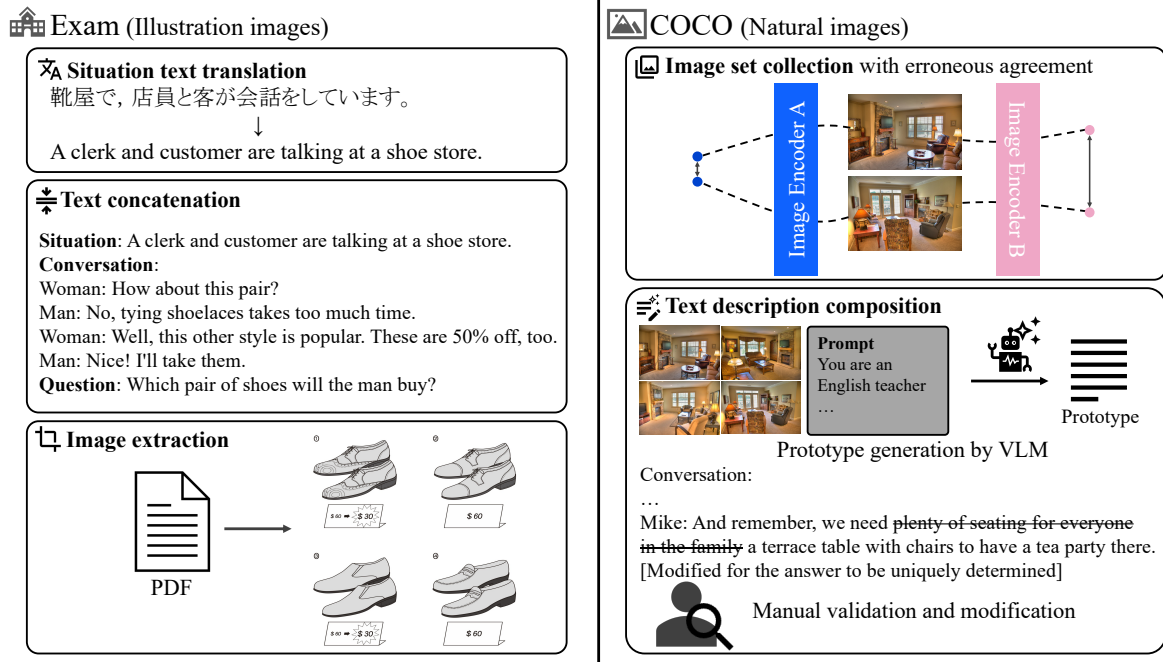 Exam (Illustration images)
Situation text translation
靴屋で，店員と客が会話をしています。
↓
A clerk and customer are talking at a shoe store.
Text concatenation
Situation: A clerk and customer are talking at a shoe store.
Conversation:
Woman: How about this pair?
Man: No, tying shoelaces takes too much time.
Woman: Well, this other style is popular. These are 50% off, too.
Man: Nice! I'll take them.
Question: Which pair of shoes will the man buy?
Image extraction
PDF
①
②
$ 60 ➡ $ 30
$ 60
③
④
$ 60 ➡ $ 30
$ 60
COCO (Natural images)
Image set collection with erroneous agreement
Image Encoder A
Image Encoder B
Text description composition
Prompt
You are an
English teacher
…
Prototype
Prototype generation by VLM
Conversation:
…
Mike: And remember, we need plenty of seating for everyone
in the family a terrace table with chairs to have a tea party there.
[Modified for the answer to be uniquely determined]
Manual validation and modification